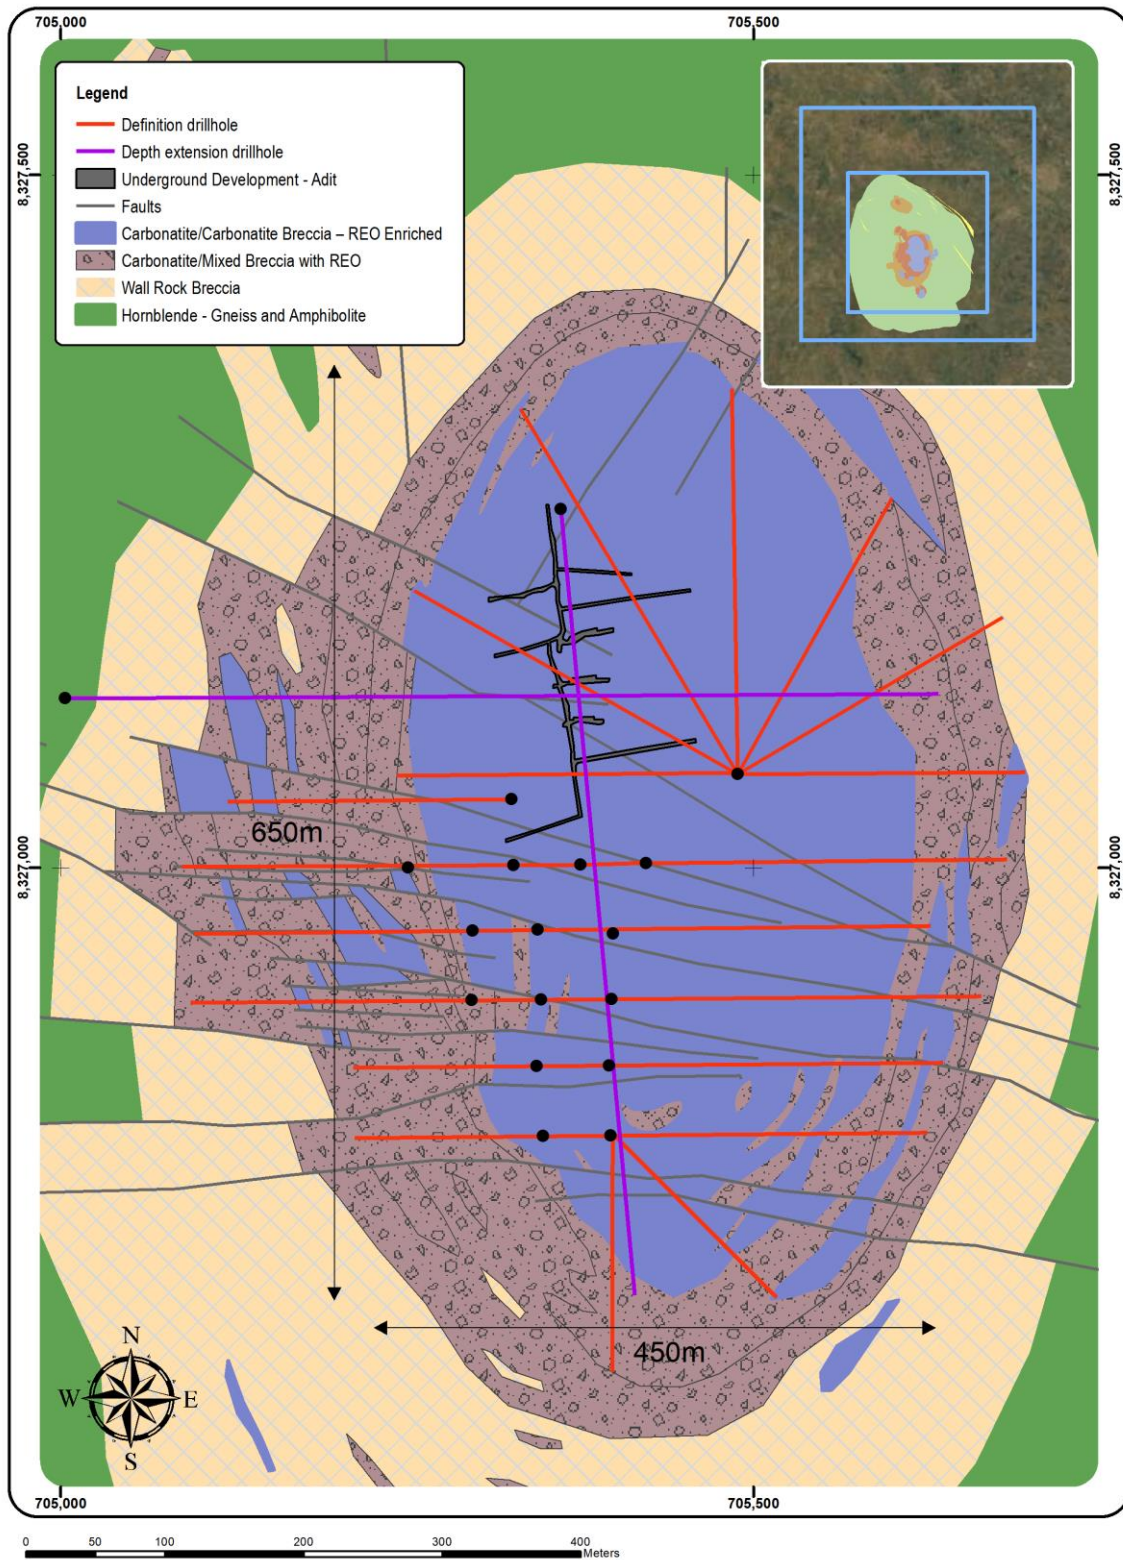 705,000
705,500
8,327,500
8,327,500
Legend
Definition drillhole
Depth extension drillhole
Underground Development - Adit
Faults
Carbonatite/Carbonatite Breccia – REO Enriched
Carbonatite/Mixed Breccia with REO
Wall Rock Breccia
Hornblende - Gneiss and Amphibolite
650m
8,327,000
8,327,000
450m
N
W
E
S
705,000
705,500
0
50
100
200
300
400
Meters